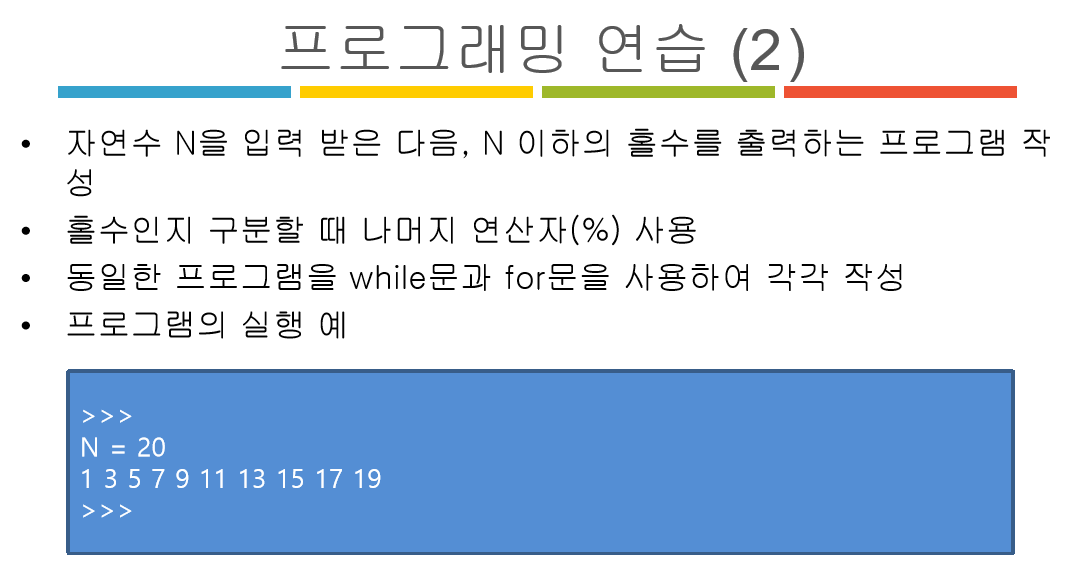 프로그래밍 연습 (2)
• 자연수 N을 입력 받은 다음, N 이하의 홀수를 출력하는 프로그램 작
성
• 홀수인지 구분할 때 나머지 연산자(%) 사용
• 동일한 프로그램을 while문과 for문을 사용하여 각각 작성
• 프로그램의 실행 예
>>>
N = 20
1 3 5 7 9 11 13 15 17 19
>>>